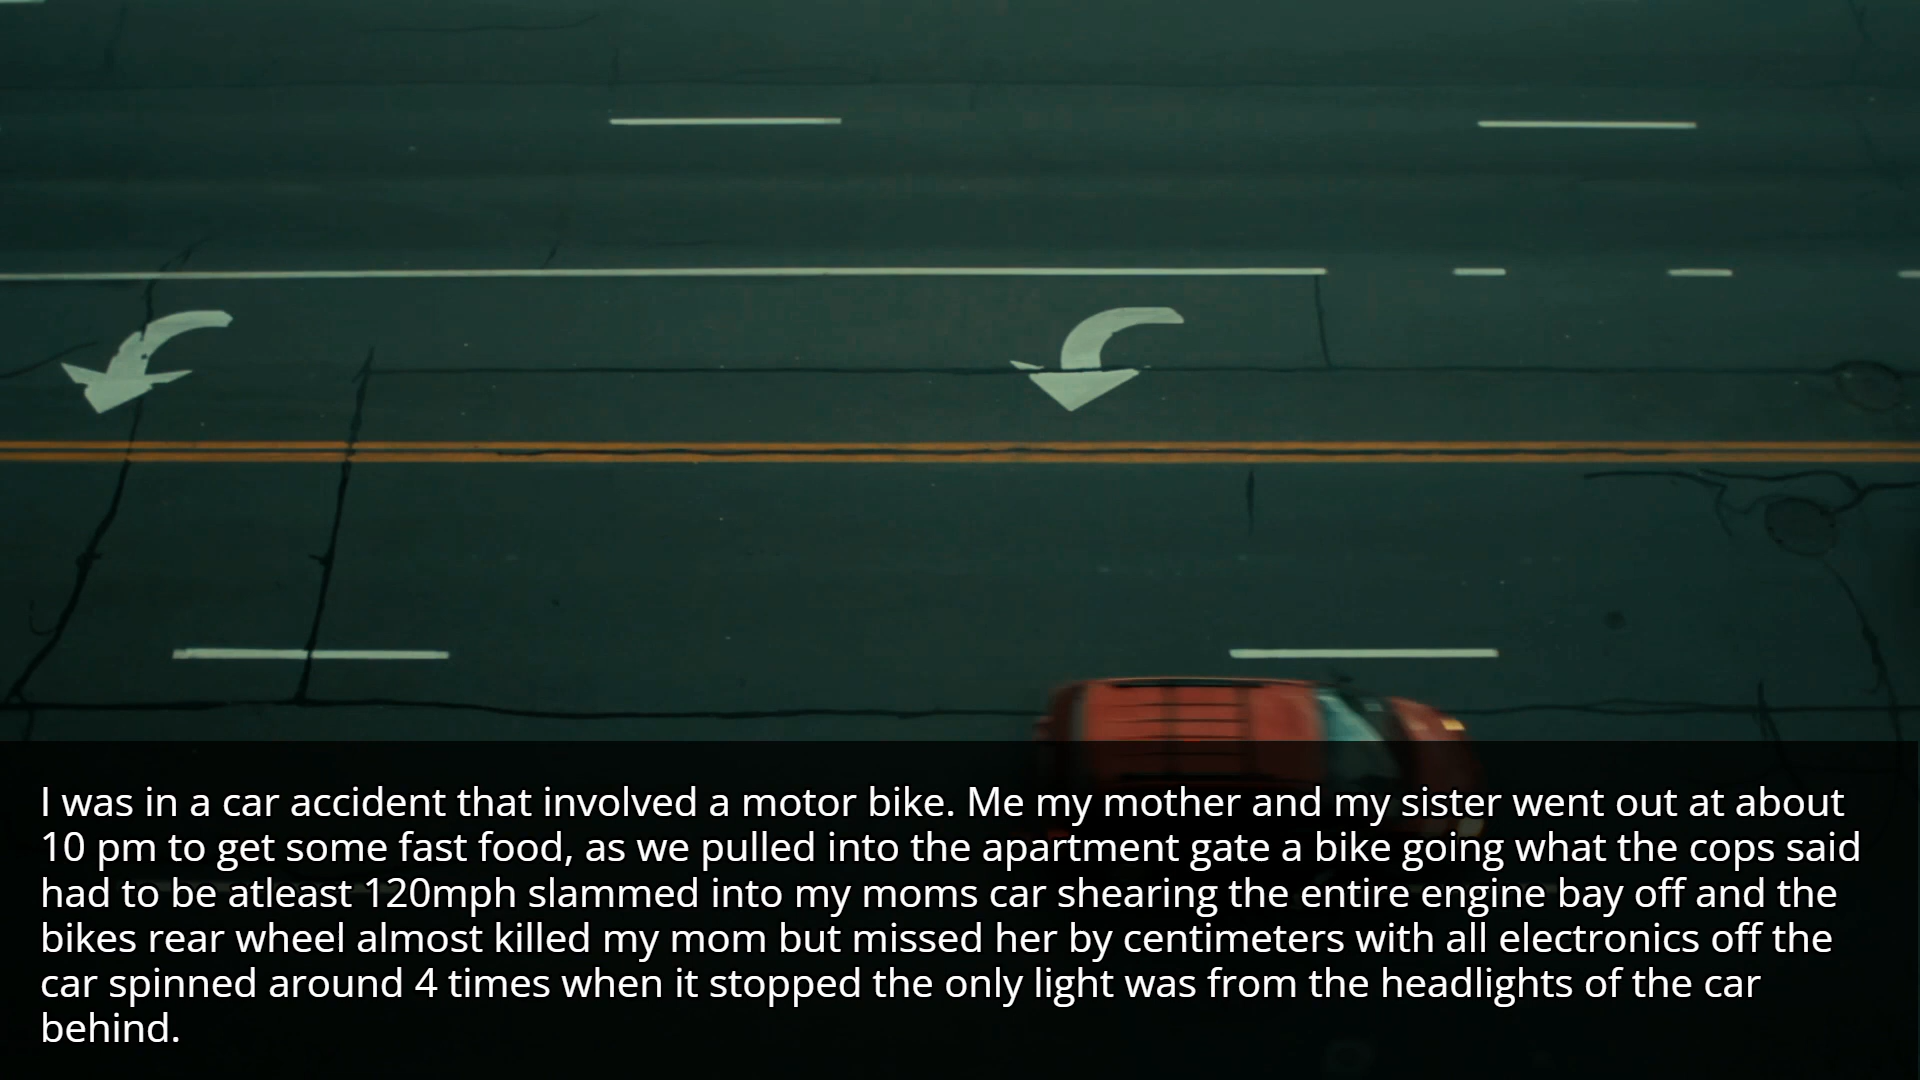 I was in a car accident that involved a motor bike. Me my mother and my sister went out at about
10 pm to get some fast food, as we pulled into the apartment gate a bike going what the cops said
had to be atleast 120mph slammed into my moms car shearing the entire engine bay off and the
bikes rear wheel almost killed my mom but missed her by centimeters with all electronics off the
car spinned around 4 times when it stopped the only light was from the headlights of the car
behind.